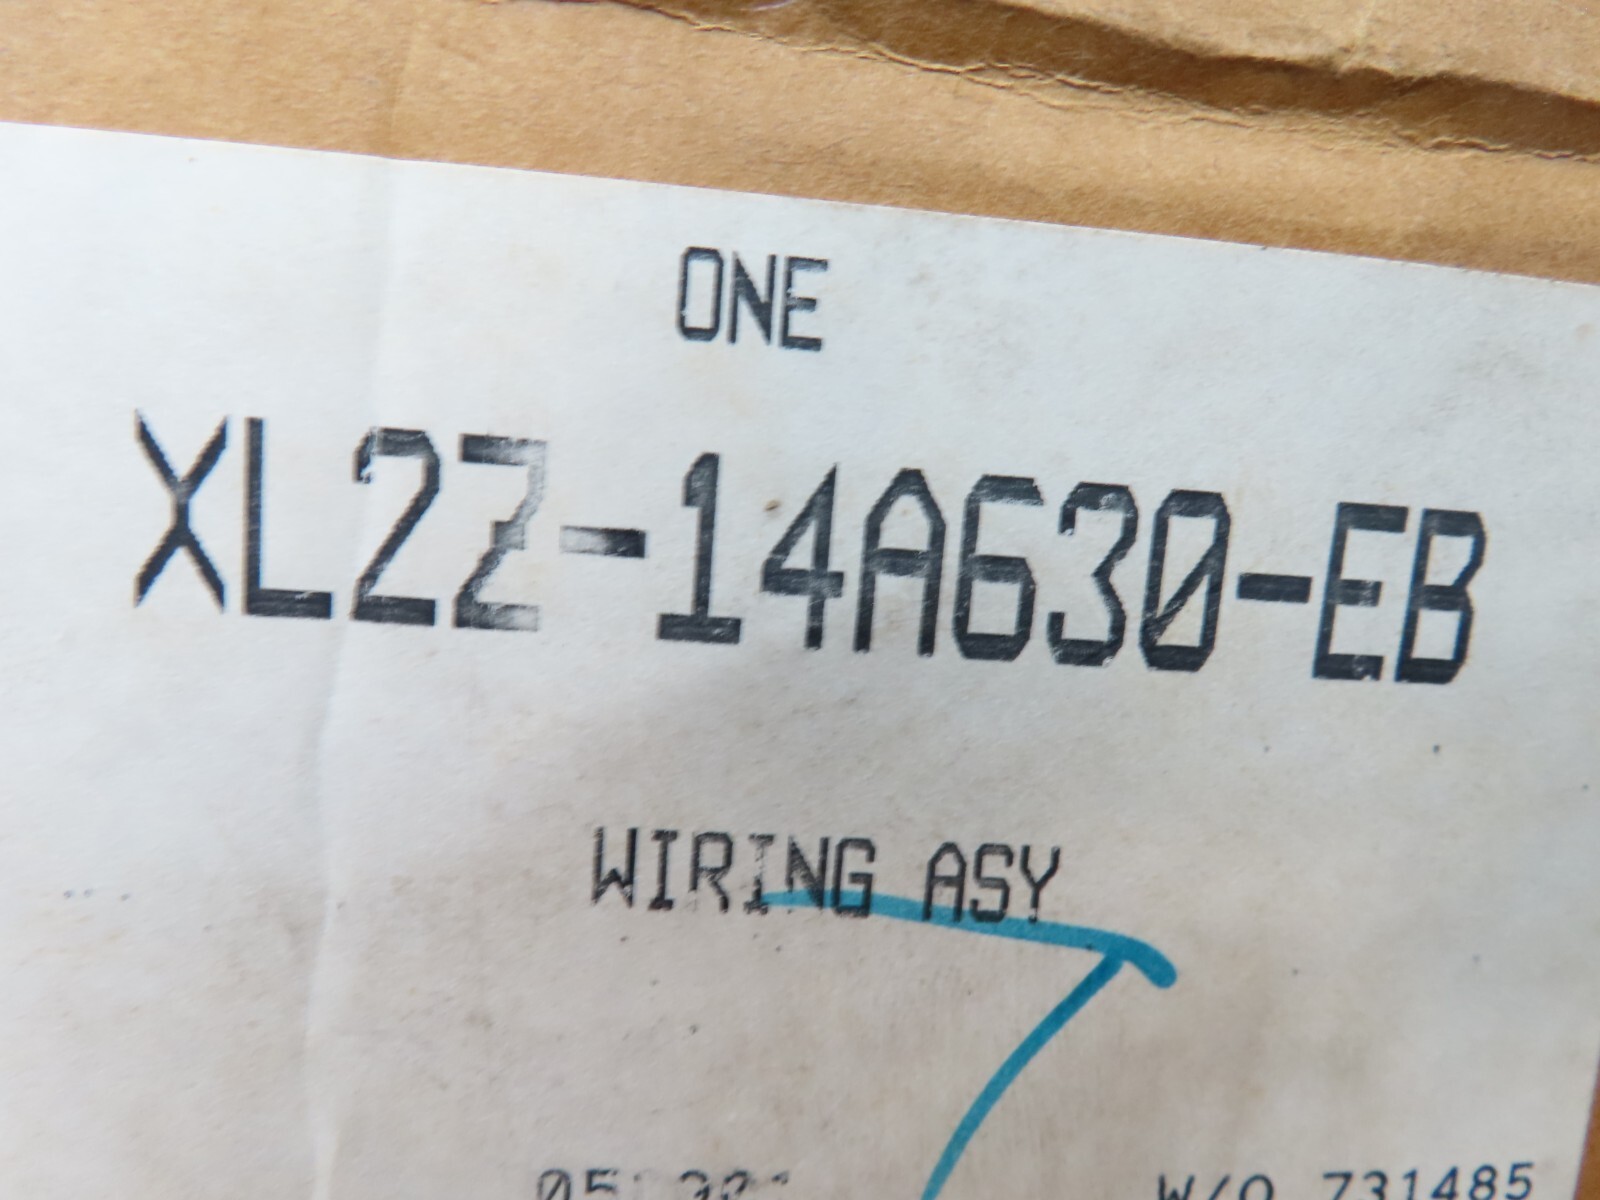 ONE
XL2Z-14A630-EB
WIRING ASY
W/O 731485